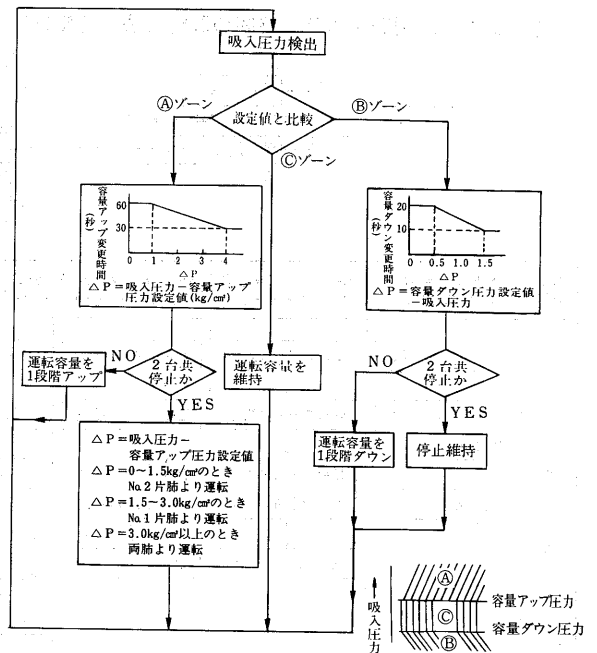 吸入圧力検出
Ⓐゾーン
Ⓑゾーン
設定値と比較
Ⓒゾーン
容量アップ変更時間
(秒)
60
30
0 1 2 3 4
△P
△P=吸入圧力−容量アップ
圧力設定値(kg/cm²)
容量ダウン変更時間
(秒)
20
10
0 0.5 1.0 1.5
△P
△P=容量ダウン圧力設定値
−吸入圧力
運転容量を
1段階アップ
NO
2台共
停止か
YES
運転容量を
維持
NO
2台共
停止か
YES
運転容量を
1段階ダウン
停止維持
△P=吸入圧力−
容量アップ圧力設定値
△P=0~1.5kg/cm²のとき
No.2片肺より運転
△P=1.5~3.0kg/cm²のとき
No.1片肺より運転
△P=3.0kg/cm²以上のとき
両肺より運転
→吸入圧力
Ⓐ
容量アップ圧力
Ⓒ
容量ダウン圧力
Ⓑ